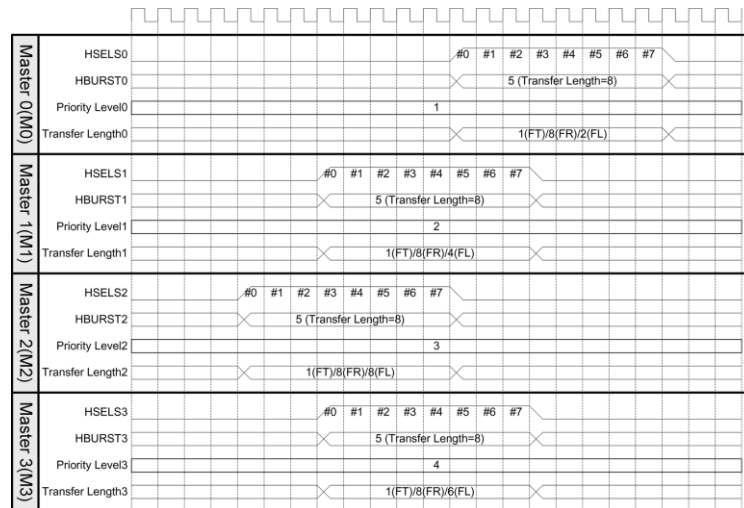 Master 0(M0)
HSELS0 #0 #1 #2 #3 #4 #5 #6 #7
HBURST0 5 (Transfer Length=8)
Priority Level0 1
Transfer Length0 1(FT)/8(FR)/2(FL)
Master 1(M1)
HSELS1 #0 #1 #2 #3 #4 #5 #6 #7
HBURST1 5 (Transfer Length=8)
Priority Level1 2
Transfer Length1 1(FT)/8(FR)/4(FL)
Master 2(M2)
HSELS2 #0 #1 #2 #3 #4 #5 #6 #7
HBURST2 5 (Transfer Length=8)
Priority Level2 3
Transfer Length2 1(FT)/8(FR)/8(FL)
Master 3(M3)
HSELS3 #0 #1 #2 #3 #4 #5 #6 #7
HBURST3 5 (Transfer Length=8)
Priority Level3 4
Transfer Length3 1(FT)/8(FR)/6(FL)